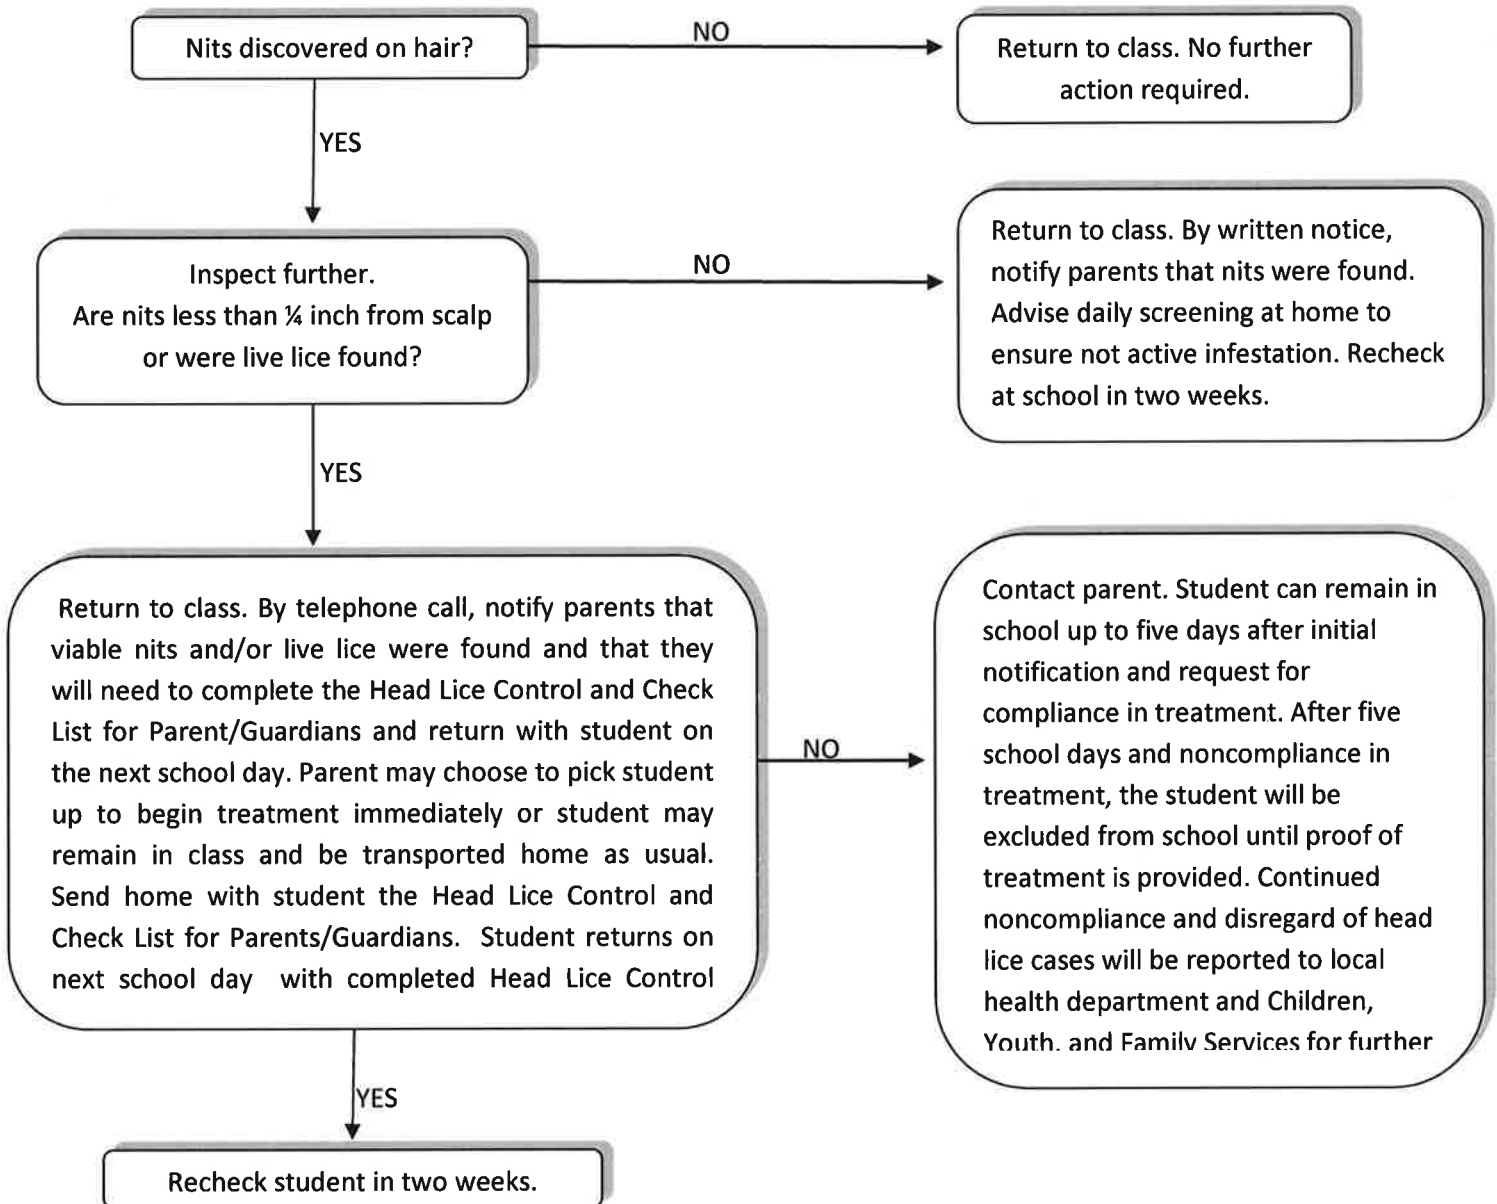 Nits discovered on hair?
NO
Return to class. No further
action required.
YES
Inspect further.
Are nits less than ¼ inch from scalp
or were live lice found?
NO
Return to class. By written notice,
notify parents that nits were found.
Advise daily screening at home to
ensure not active infestation. Recheck
at school in two weeks.
YES
Return to class. By telephone call, notify parents that
viable nits and/or live lice were found and that they
will need to complete the Head Lice Control and Check
List for Parent/Guardians and return with student on
the next school day. Parent may choose to pick student
up to begin treatment immediately or student may
remain in class and be transported home as usual.
Send home with student the Head Lice Control and
Check List for Parents/Guardians. Student returns on
next school day with completed Head Lice Control
NO
Contact parent. Student can remain in
school up to five days after initial
notification and request for
compliance in treatment. After five
school days and noncompliance in
treatment, the student will be
excluded from school until proof of
treatment is provided. Continued
noncompliance and disregard of head
lice cases will be reported to local
health department and Children,
Youth, and Family Services for further
YES
Recheck student in two weeks.